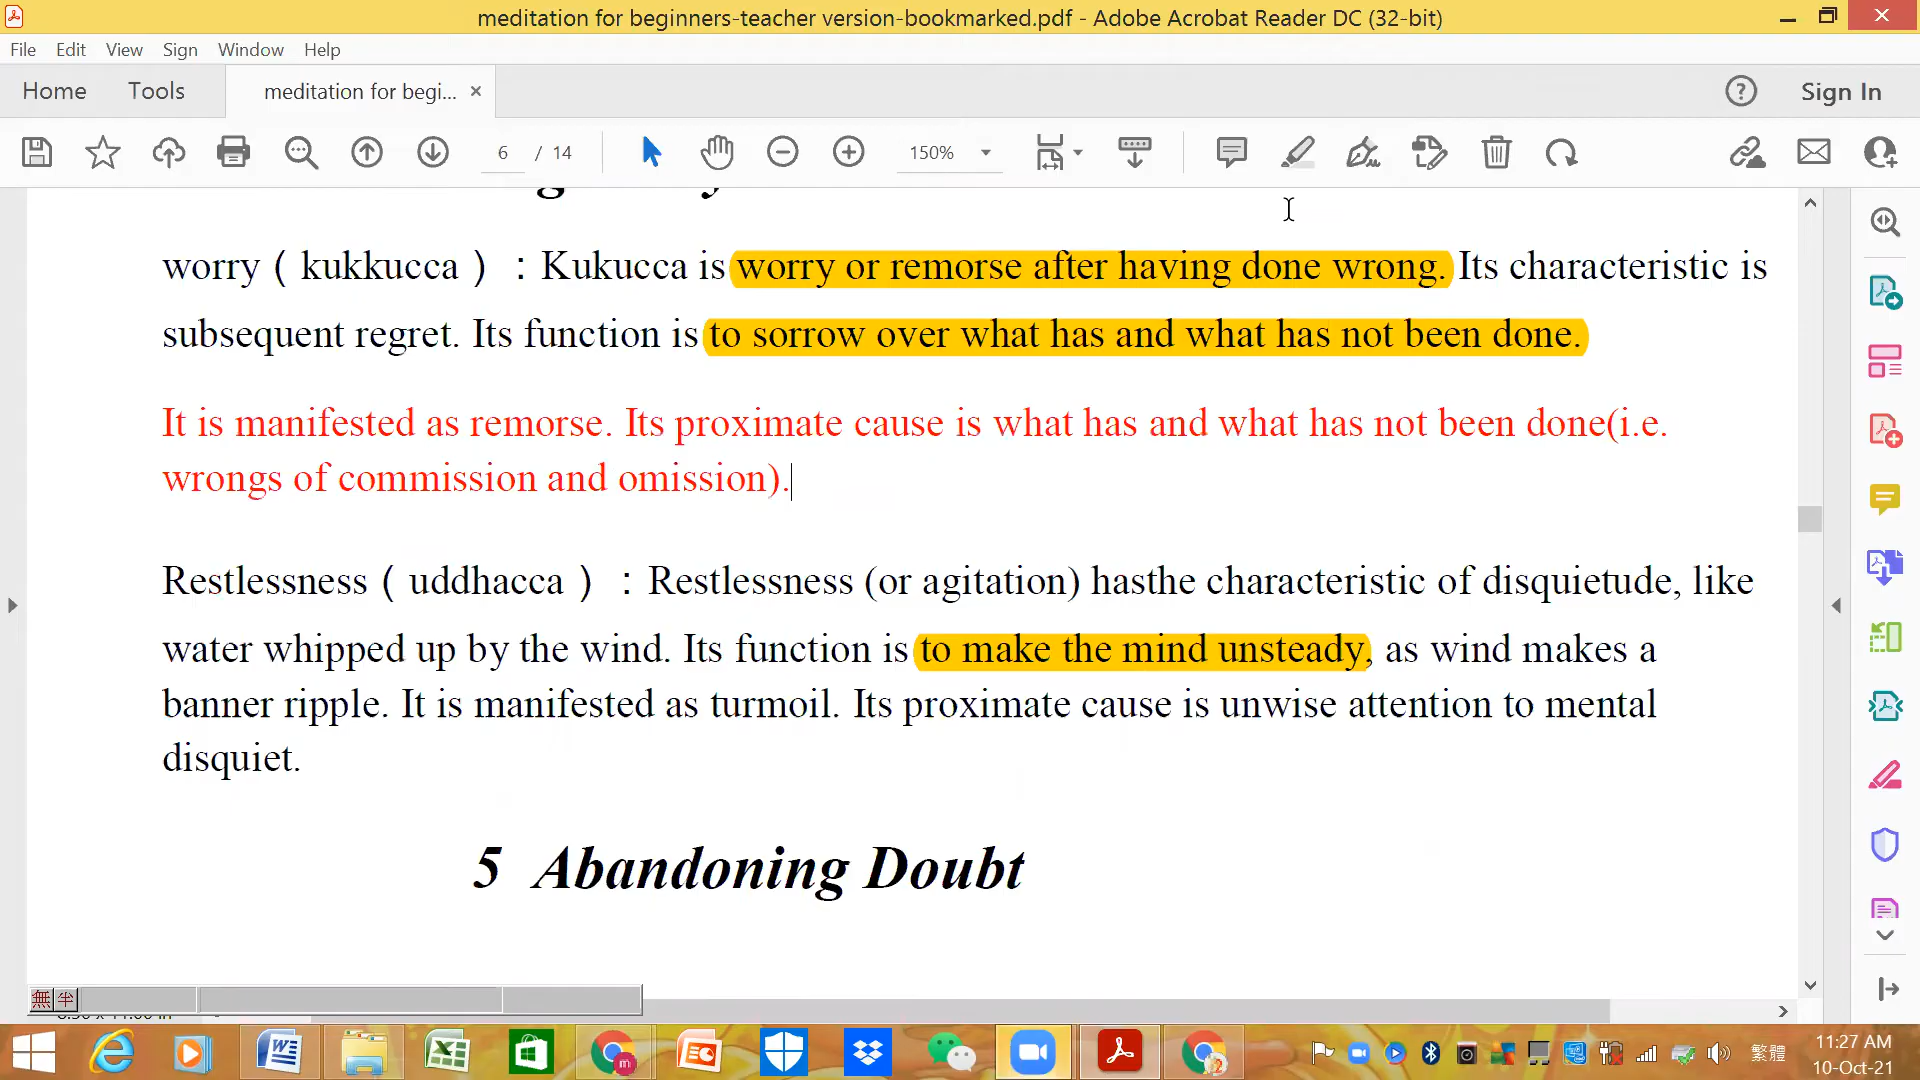 meditation for beginners-teacher version-bookmarked.pdf - Adobe Acrobat Reader DC (32-bit)
File Edit View Sign Window Help
Home Tools meditation for begi... × Sign In
6 / 14 150%
worry ( kukkucca ) : Kukucca is worry or remorse after having done wrong. Its characteristic is
subsequent regret. Its function is to sorrow over what has and what has not been done.
It is manifested as remorse. Its proximate cause is what has and what has not been done(i.e.
wrongs of commission and omission).
Restlessness ( uddhacca ) : Restlessness (or agitation) hasthe characteristic of disquietude, like
water whipped up by the wind. Its function is to make the mind unsteady, as wind makes a
banner ripple. It is manifested as turmoil. Its proximate cause is unwise attention to mental
disquiet.
5 Abandoning Doubt
無 半
繁體 11:27 AM
10-Oct-21